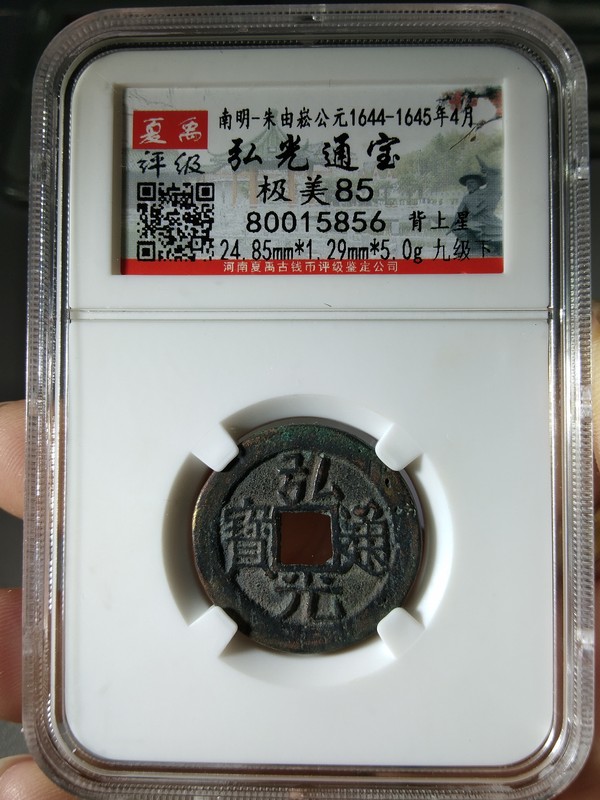 夏禹
评级
南明-朱由崧公元1644-1645年4月
弘光通宝
极美85
80015856 背上星
24.85mm*1.29mm*5.0g 九级下
河南夏禹古钱币评级鉴定公司
弘光通寶